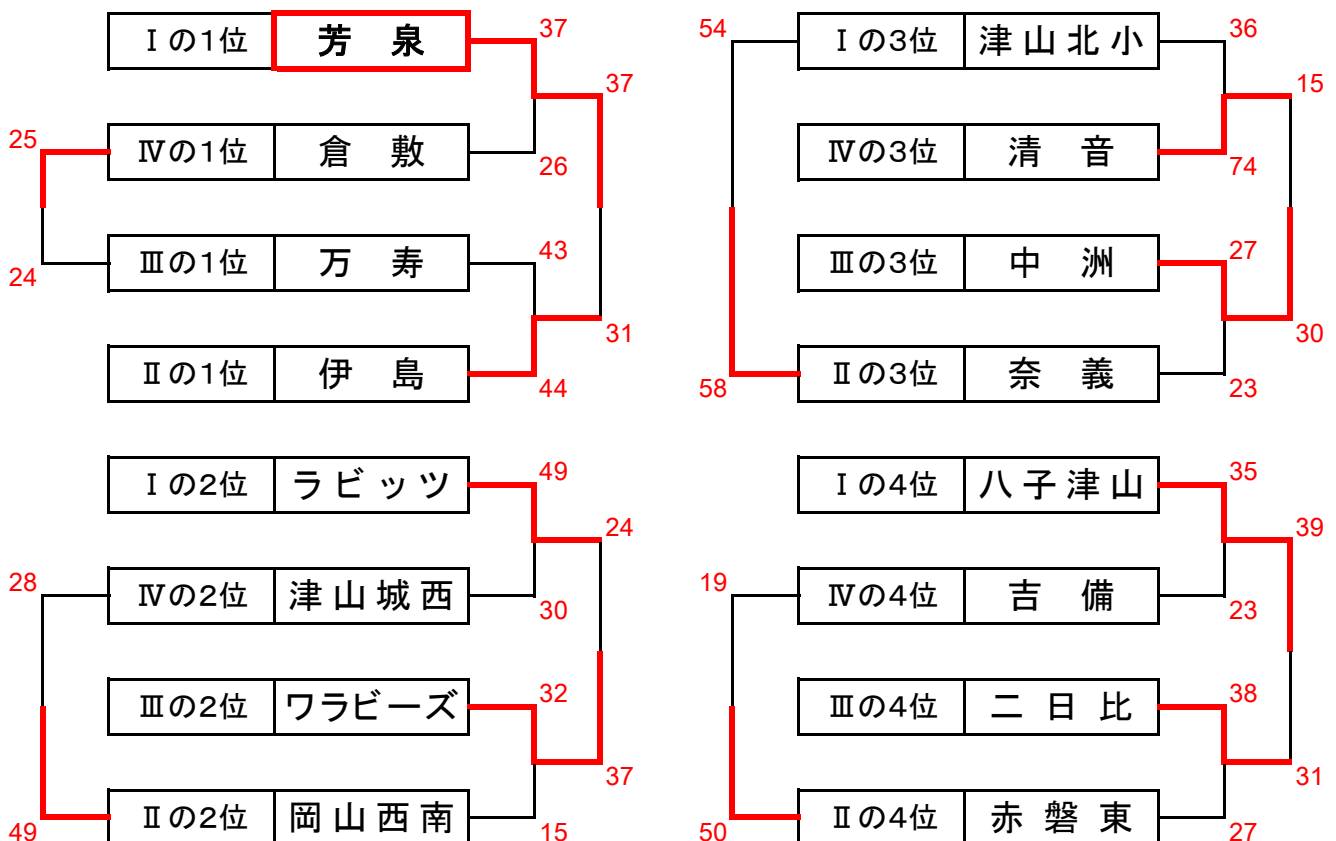 37
Ⅰの1位 芳泉
37
25
Ⅳの1位 倉敷
26
Ⅲの1位 万寿
43
24
31
Ⅱの1位 伊島
44
54
Ⅰの3位 津山北小
36
15
Ⅳの3位 清音
74
Ⅲの3位 中洲
27
30
58
Ⅱの3位 奈義
23
Ⅰの2位 ラビッツ
49
24
28
Ⅳの2位 津山城西
30
Ⅲの2位 ワラビーズ
32
37
49
Ⅱの2位 岡山西南
15
Ⅰの4位 八子津山
35
39
19
Ⅳの4位 吉備
23
Ⅲの4位 二日比
38
31
50
Ⅱの4位 赤磐東
27